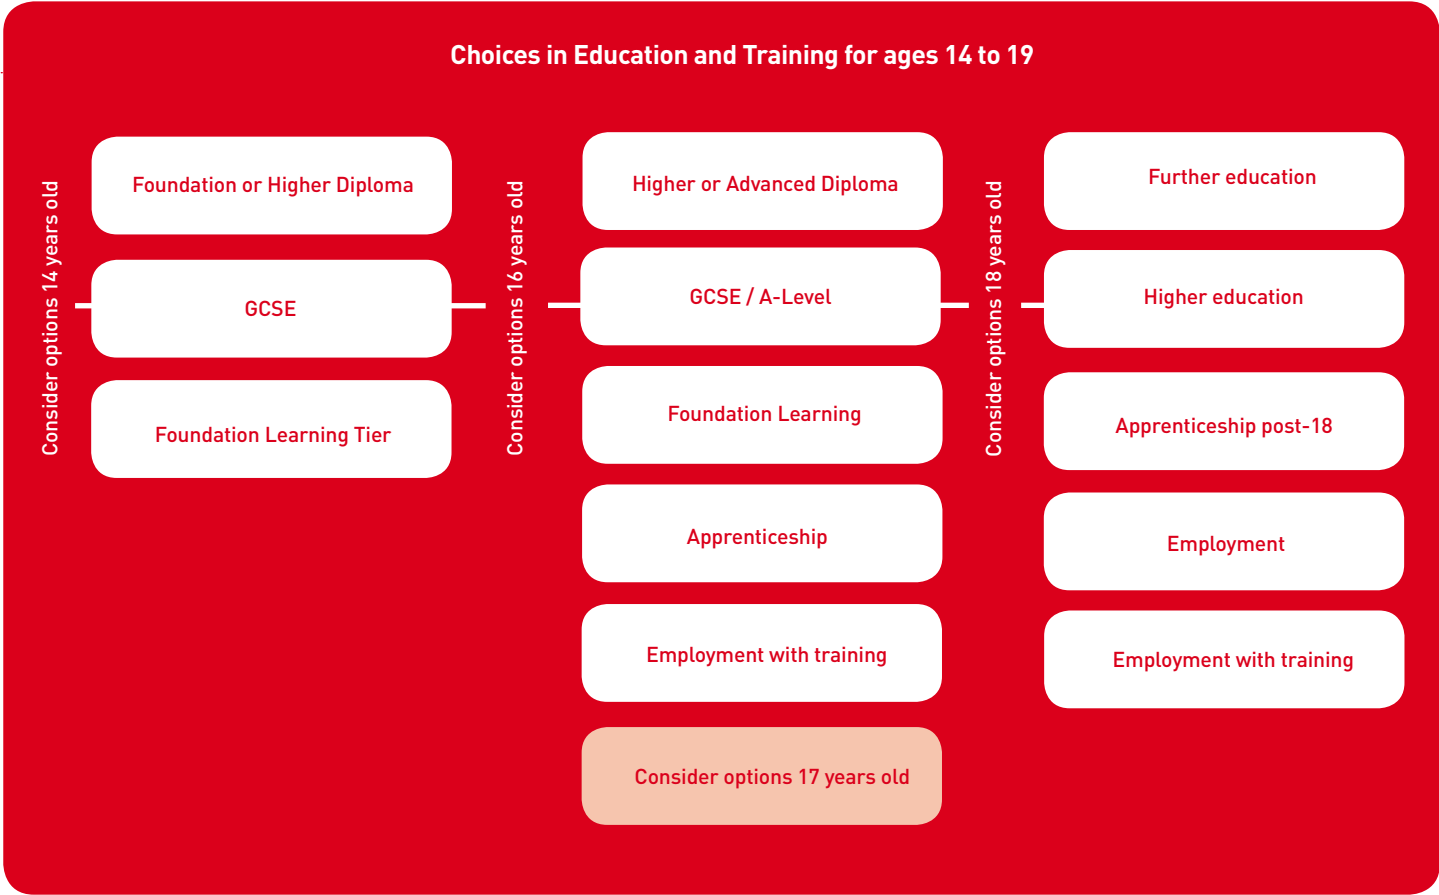 Choices in Education and Training for ages 14 to 19
Consider options 14 years old
Foundation or Higher Diploma
GCSE
Foundation Learning Tier
Consider options 16 years old
Higher or Advanced Diploma
GCSE / A-Level
Foundation Learning
Apprenticeship
Employment with training
Consider options 17 years old
Consider options 18 years old
Further education
Higher education
Apprenticeship post-18
Employment
Employment with training